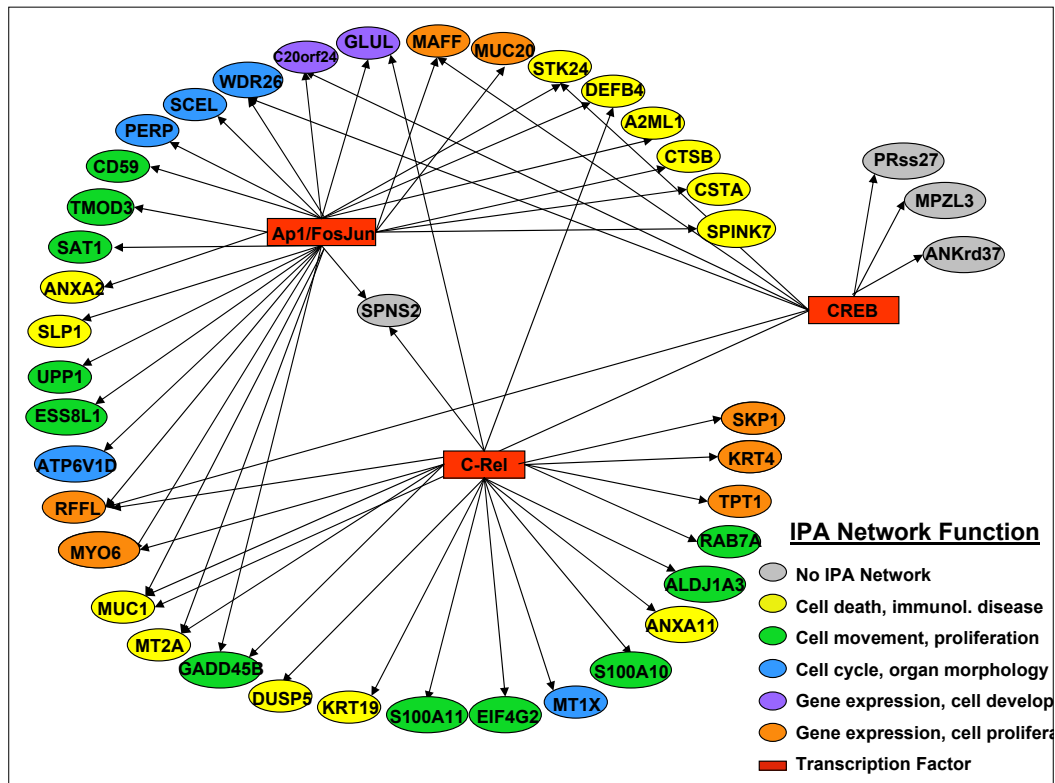 GLUL
MAFF
C20orf24
MUC20
STK24
WDR26
DEFB4
SCEL
A2ML1
PERP
CTSB
PRss27
CD59
CSTA
MPZL3
TMOD3
SPINK7
Ap1/FosJun
SAT1
ANKrd37
ANXA2
SPNS2
CREB
SLP1
UPP1
ESS8L1
SKP1
KRT4
C-Rel
ATP6V1D
TPT1
RFFL
IPA Network Function
RAB7A
MYO6
No IPA Network
ALDJ1A3
Cell death, immunol. disease
MUC1
ANXA11
Cell movement, proliferation
MT2A
GADD45B
S100A10
Cell cycle, organ morphology
DUSP5
KRT19
MT1X
S100A11
EIF4G2
Gene expression, cell develop
Gene expression, cell prolifera
Transcription Factor